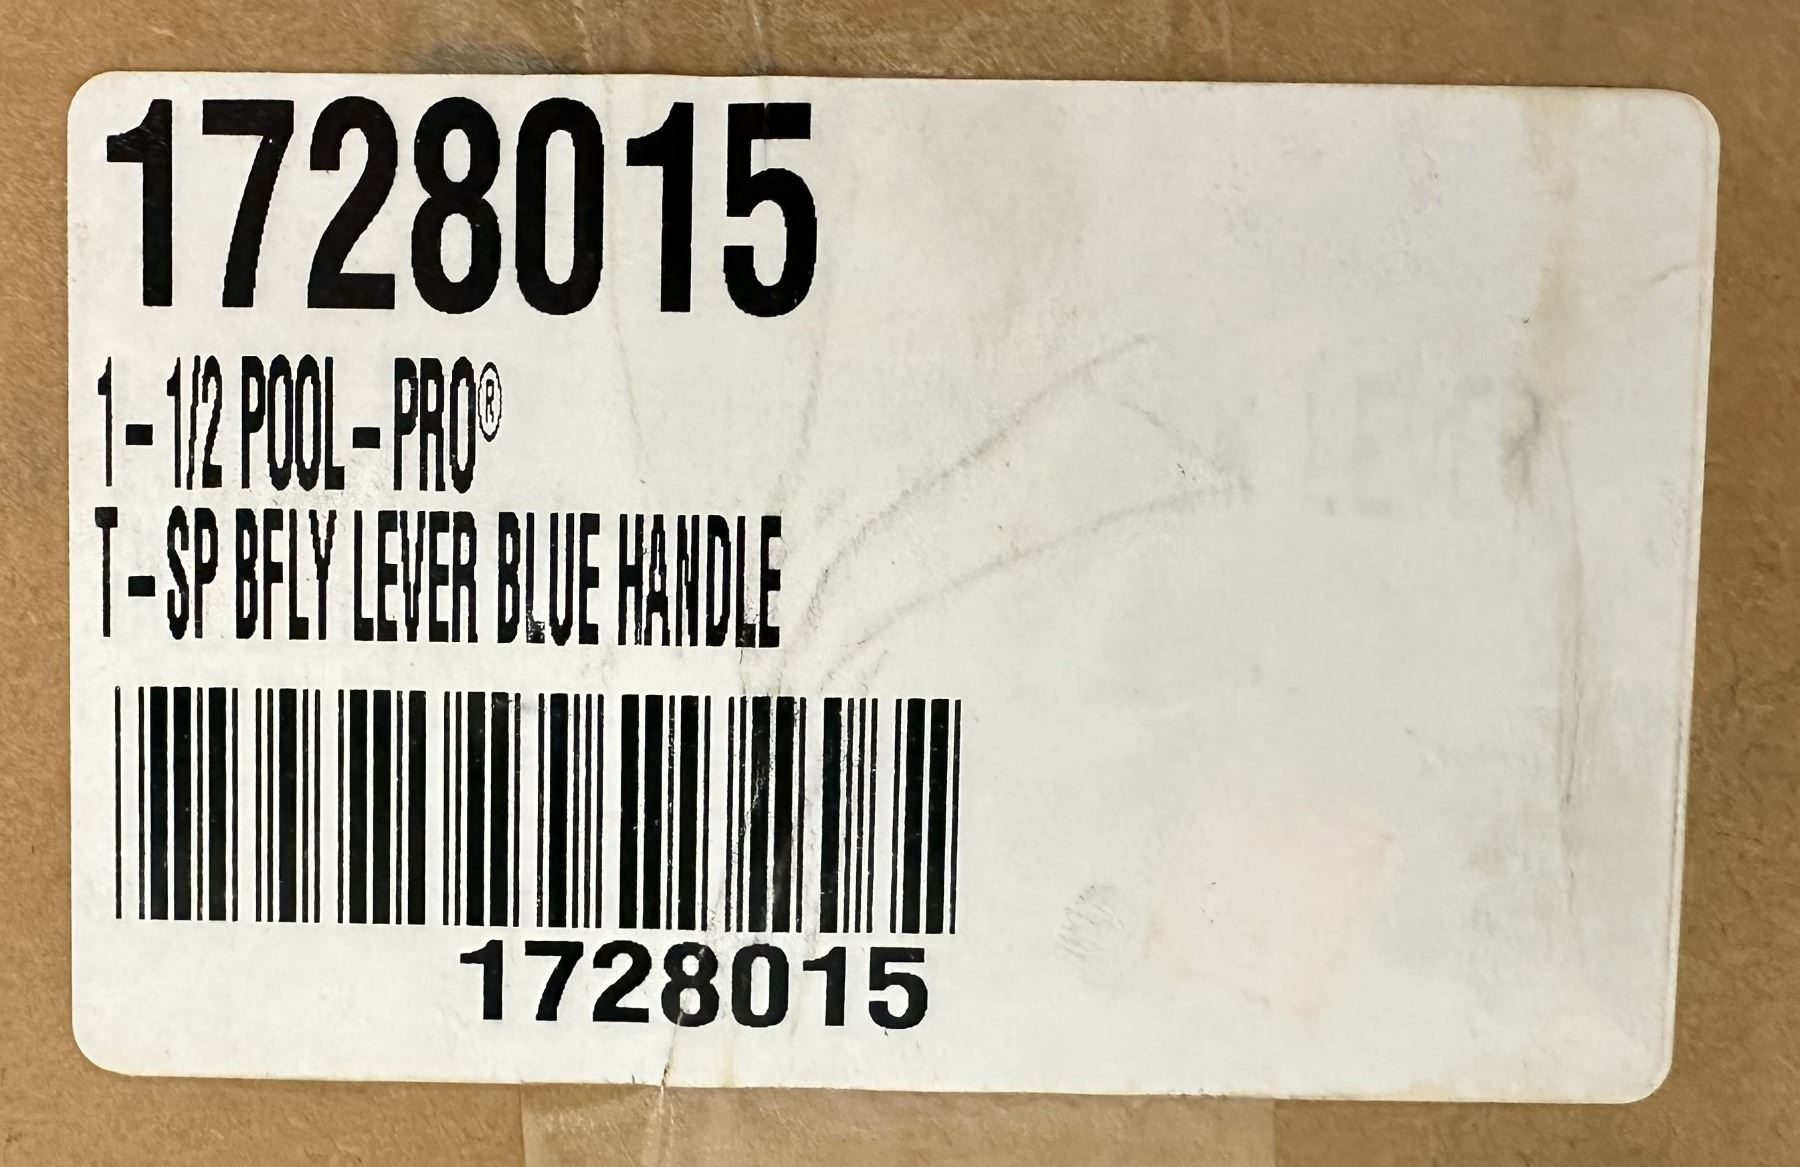 1728015
1-1/2 POOL-PRO®
T-SP BFLY LEVER BLUE HANDLE
1728015